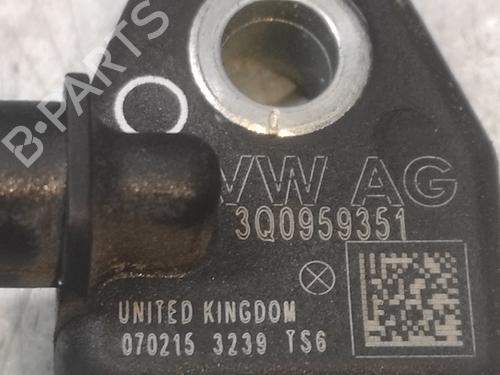 B-PARTS
VW AG
3Q0959351
UNITED KINGDOM
070215 3239 TS6